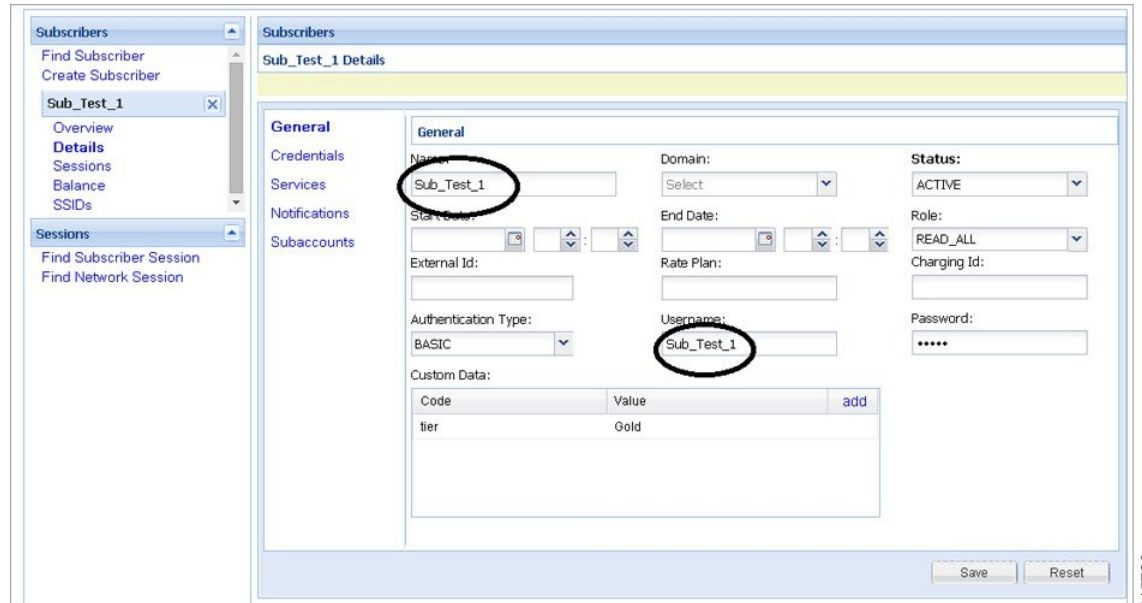 Subscribers
Find Subscriber
Create Subscriber
Sub_Test_1
Overview
Details
Sessions
Balance
SSIDs
Sessions
Find Subscriber Session
Find Network Session
Subscribers
Sub_Test_1 Details
General
Credentials
Services
Notifications
Subaccounts
General
Name: Domain: Status:
Sub_Test_1 Select ACTIVE
Start Date: End Date: Role:
: : READ_ALL
External Id: Rate Plan: Charging Id:
Authentication Type: Username: Password:
BASIC Sub_Test_1 •••••
Custom Data:
Code Value add
tier Gold
Save Reset